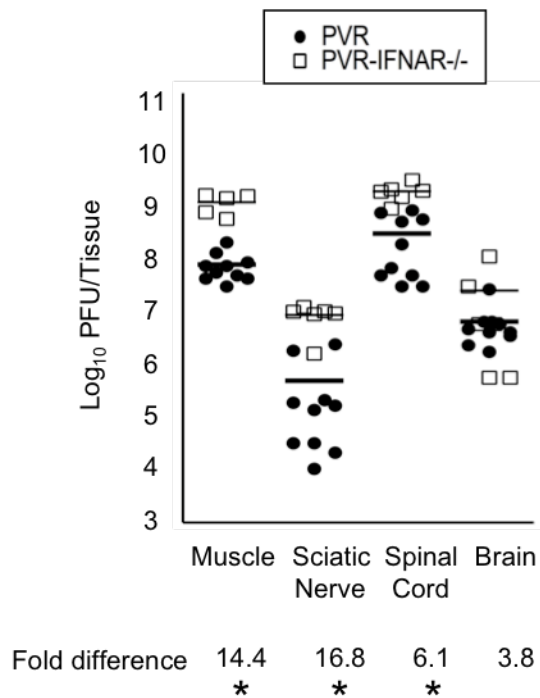 PVR
PVR-IFNAR-/-
11
10
9
8
7
6
5
4
3
Log₁₀ PFU/Tissue
Muscle Sciatic Spinal Brain
Nerve Cord
Fold difference 14.4 16.8 6.1 3.8
* * *